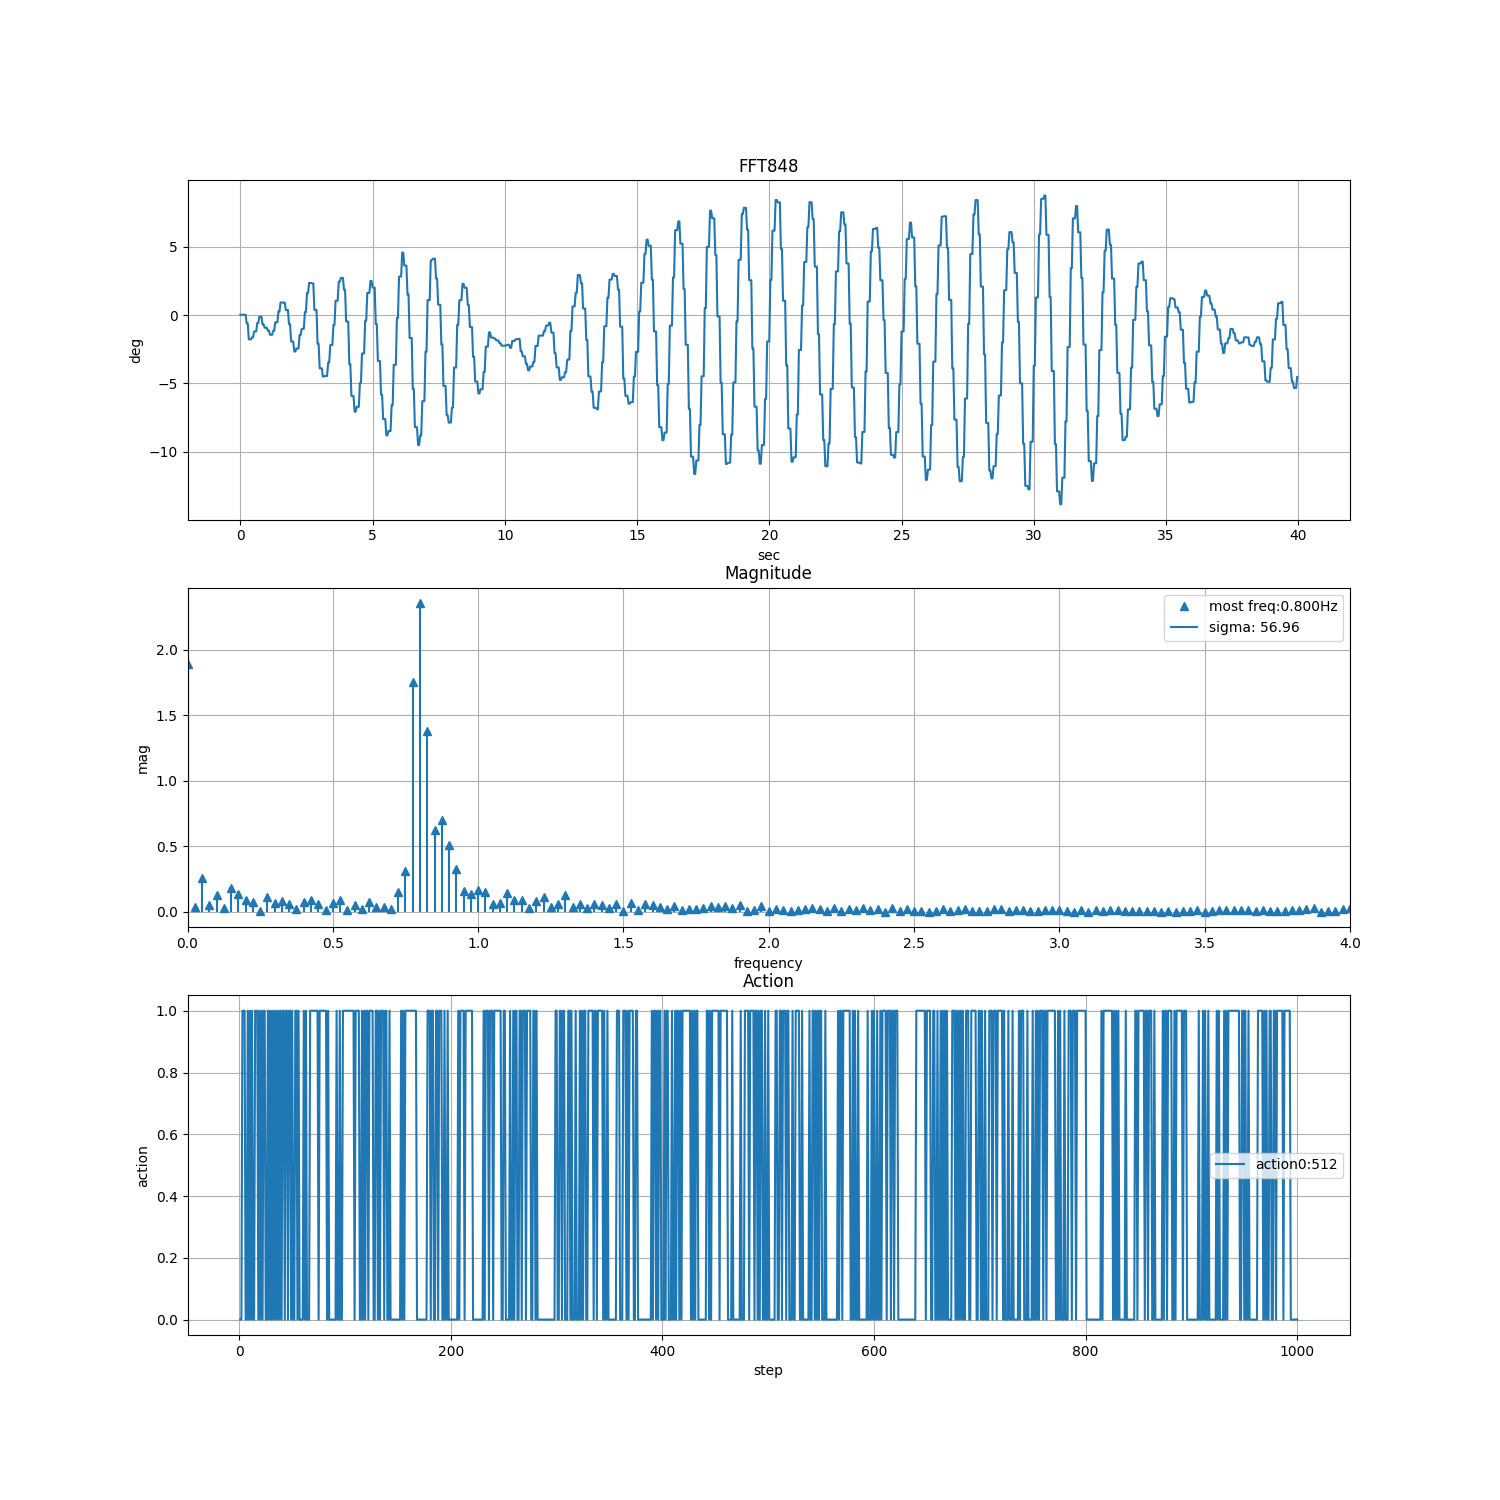 FFT848
5
0
−5
−10
deg
0 5 10 15 20 25 30 35 40
sec
Magnitude
most freq:0.800Hz
sigma: 56.96
2.0
1.5
1.0
0.5
0.0
mag
0.0 0.5 1.0 1.5 2.0 2.5 3.0 3.5 4.0
frequency
Action
1.0
0.8
0.6
0.4
0.2
0.0
action
action0:512
0 200 400 600 800 1000
step